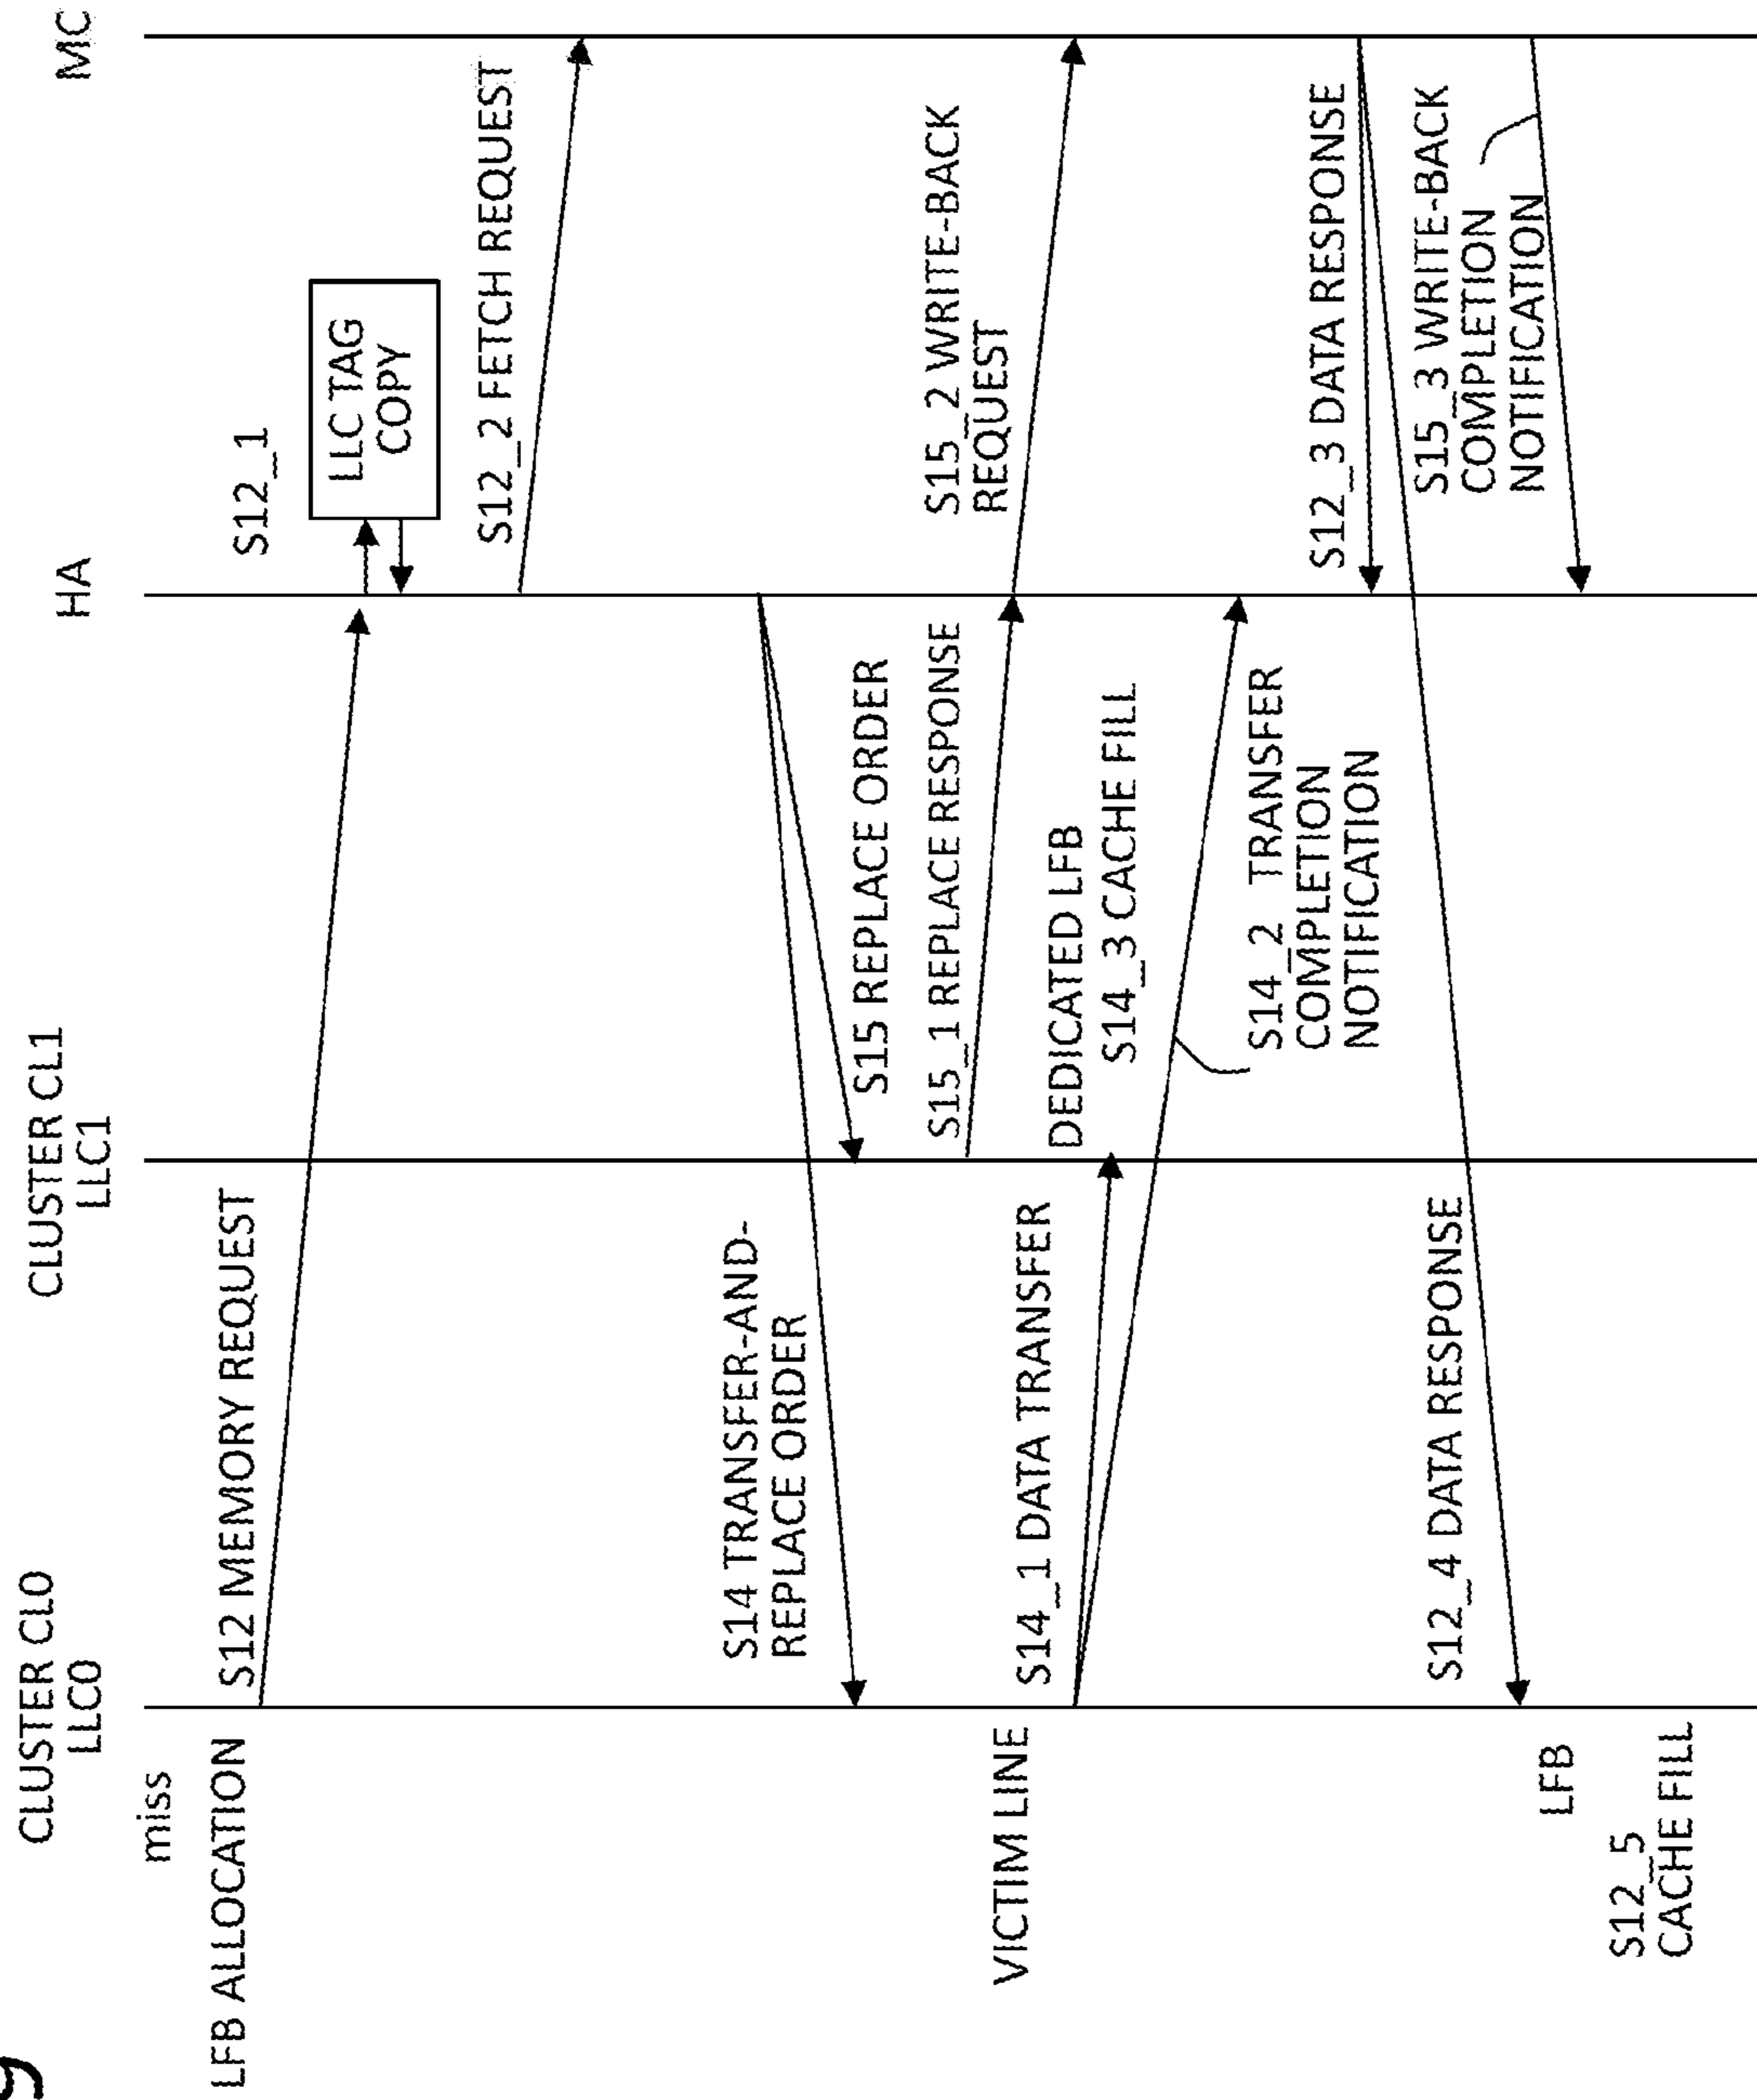 CLUSTER CL0
LLC0
CLUSTER CL1
LLC1
HA
MC
miss
LFB ALLOCATION
S12 MEMORY REQUEST
S12_1
LLC TAG
COPY
S12_2 FETCH REQUEST
S14 TRANSFER-AND-
REPLACE ORDER
S15 REPLACE ORDER
S15_1 REPLACE RESPONSE
S15_2 WRITE-BACK
REQUEST
VICTIM LINE
S14_1 DATA TRANSFER
DEDICATED LFB
S14_3 CACHE FILL
S14_2 TRANSFER
COMPLETION
NOTIFICATION
S12_3 DATA RESPONSE
S15_3 WRITE-BACK
COMPLETION
NOTIFICATION
S12_4 DATA RESPONSE
LFB
S12_5
CACHE FILL